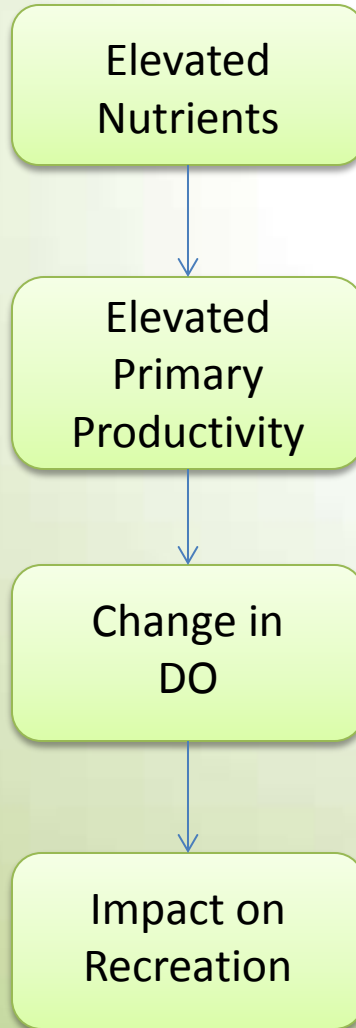 Elevated
Nutrients
Elevated
Primary
Productivity
Change in
DO
Impact on
Recreation